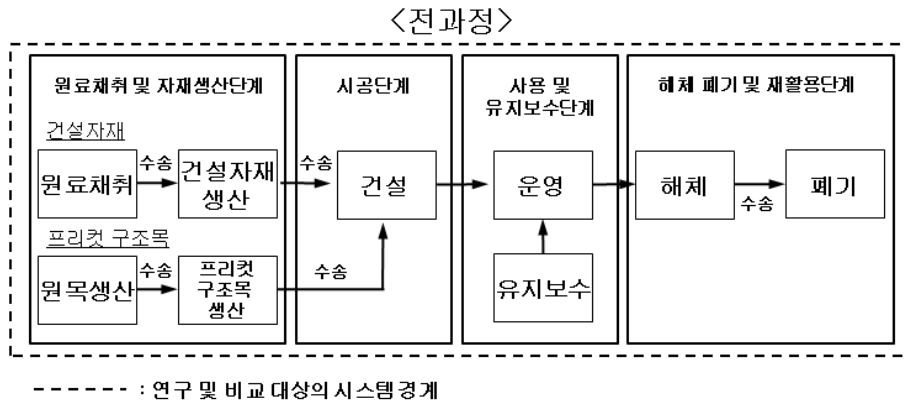 <전과정>
원료채취 및 자재생산단계
건설자재
원료채취
수송
건설자재
생산
수송
프리컷 구조목
원목생산
수송
프리컷
구조목
생산
수송
시공단계
건설
사용 및
유지보수단계
운영
유지보수
해체 폐기 및 재활용단계
해체
수송
폐기
: 연구 및 비교 대상의 시스템 경계